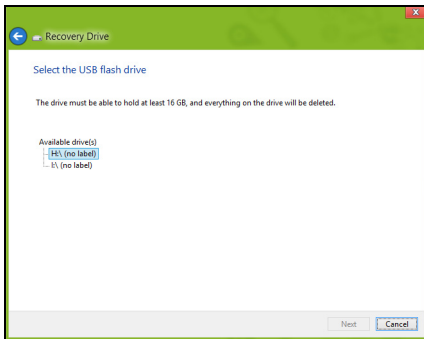 x
Recovery Drive
Select the USB flash drive
The drive must be able to hold at least 16 GB, and everything on the drive will be deleted.
Available drive(s)
H:\ (no label)
I:\ (no label)
Next Cancel